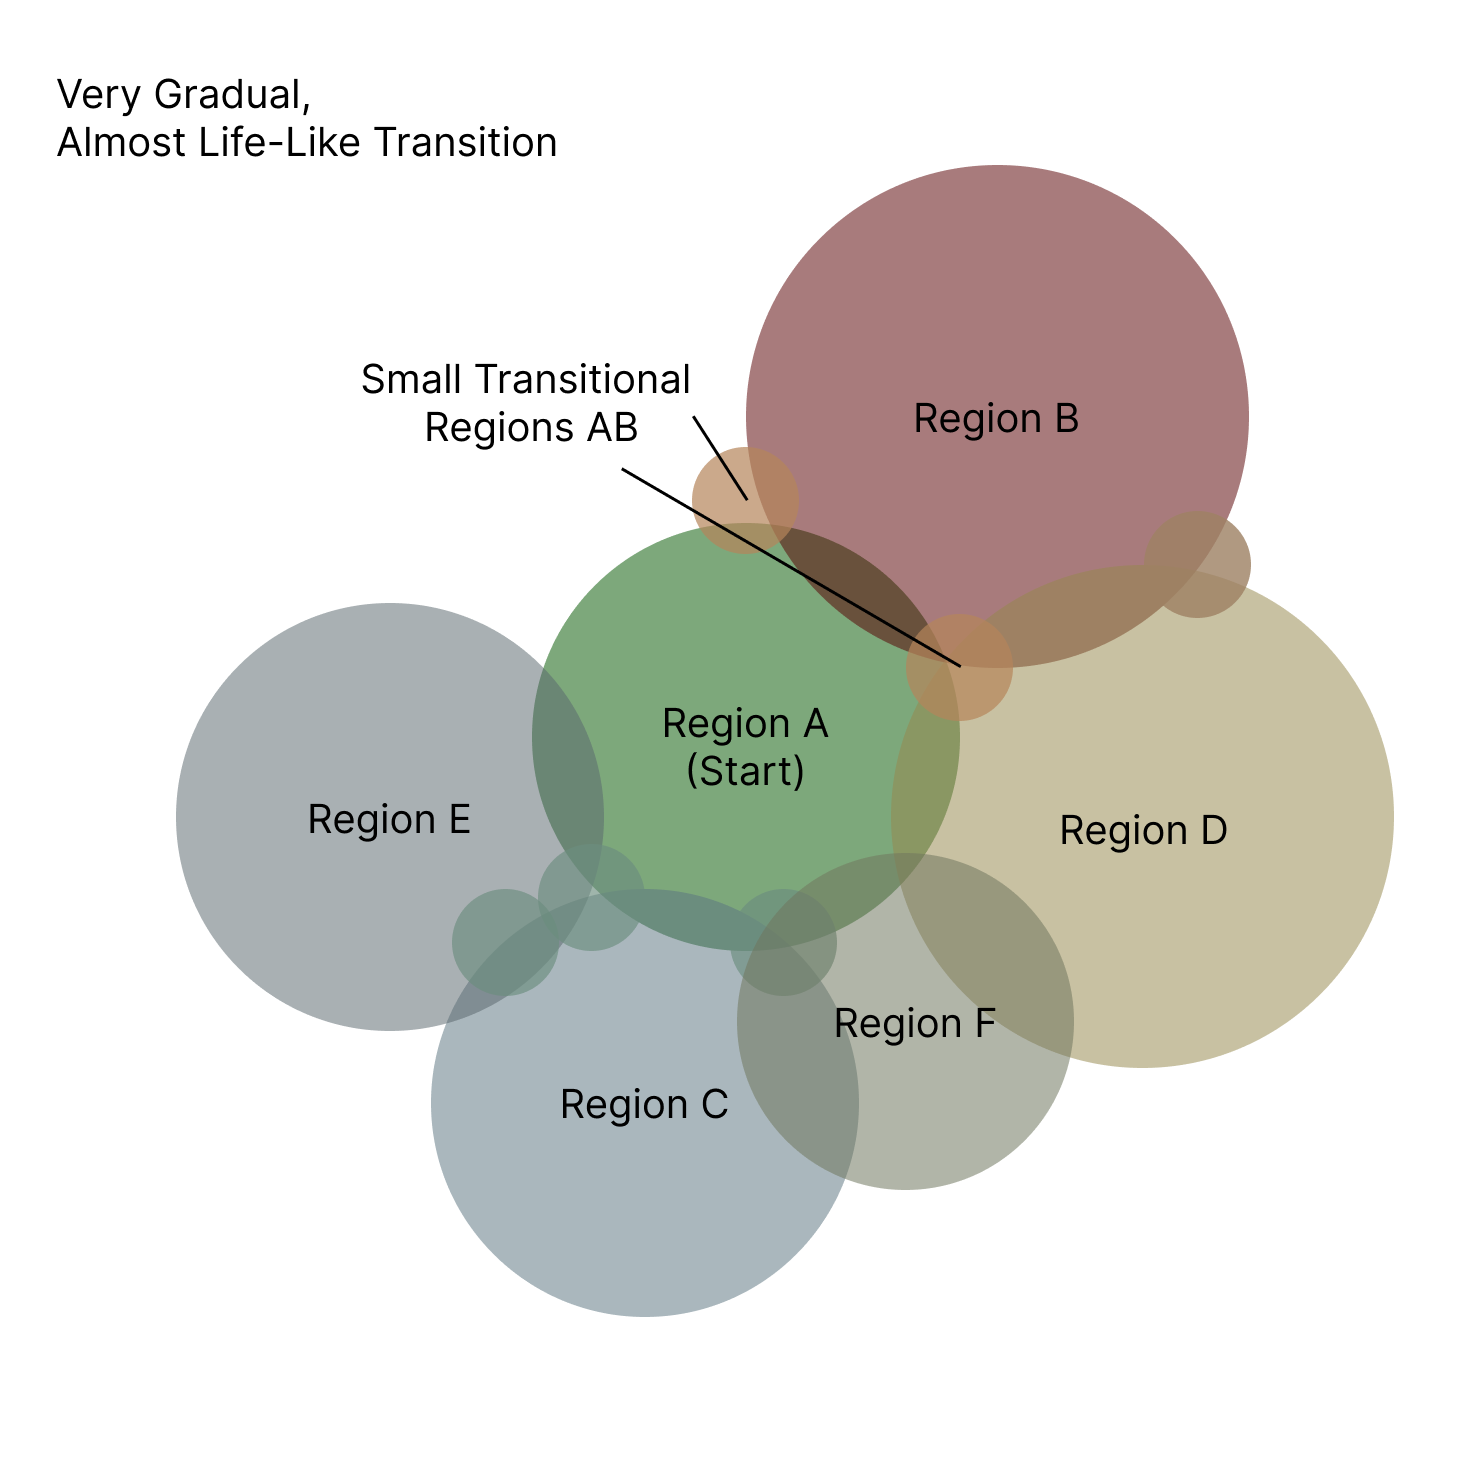 Very Gradual,
Almost Life-Like Transition
Small Transitional
Regions AB
Region B
Region A
(Start)
Region E
Region D
Region F
Region C